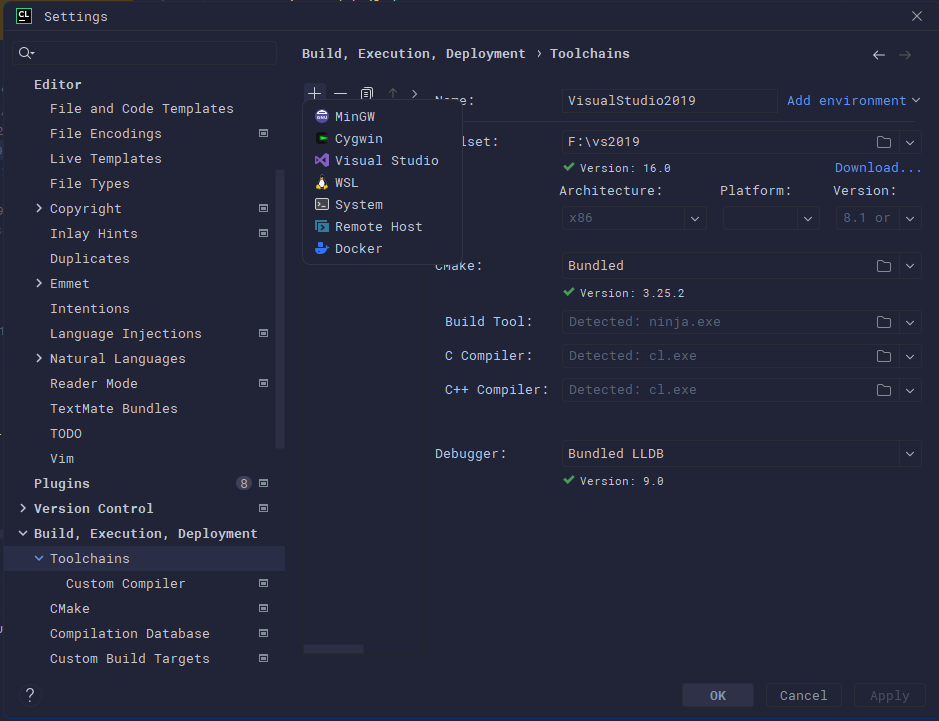 CL
Settings
Editor
File and Code Templates
File Encodings
Live Templates
File Types
Copyright
Inlay Hints
Duplicates
Emmet
Intentions
Language Injections
Natural Languages
Reader Mode
TextMate Bundles
TODO
Vim
Plugins 8
Version Control
Build, Execution, Deployment
Toolchains
Custom Compiler
CMake
Compilation Database
Custom Build Targets
?
Build, Execution, Deployment › Toolchains
MinGW
Cygwin
Visual Studio
WSL
System
Remote Host
Docker
Name: VisualStudio2019 Add environment
lset: F:\vs2019
Version: 16.0 Download...
Architecture: Platform: Version:
x86 8.1 or
CMake: Bundled
Version: 3.25.2
Build Tool: Detected: ninja.exe
C Compiler: Detected: cl.exe
C++ Compiler: Detected: cl.exe
Debugger: Bundled LLDB
Version: 9.0
OK Cancel Apply